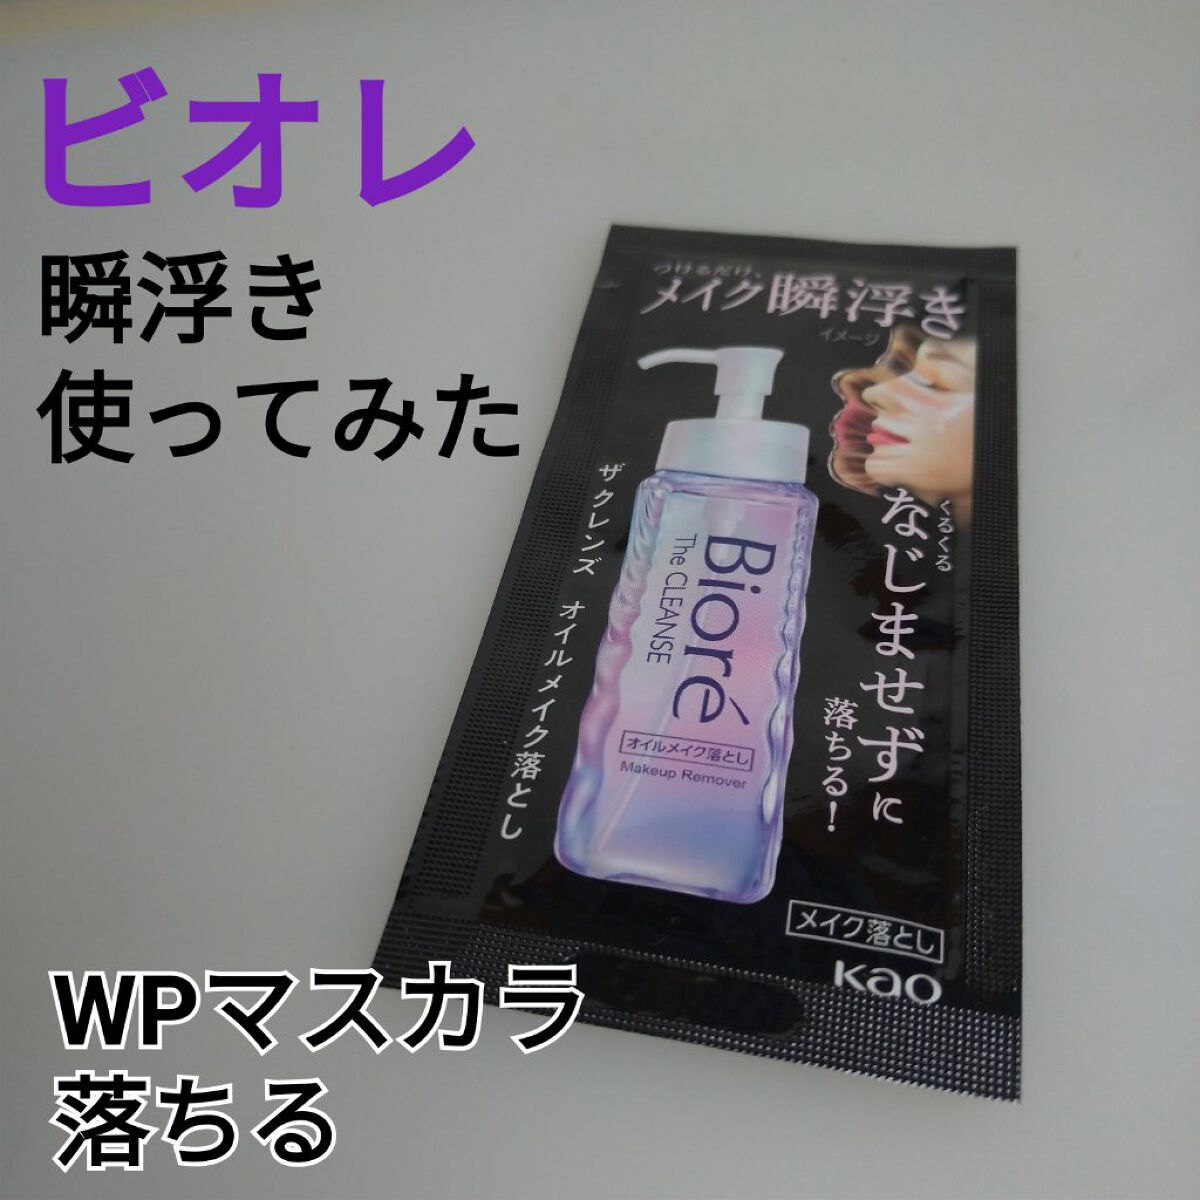 ビオレ
瞬浮き
使ってみた
つけるだけ、
メイク瞬浮き
イメージ
くるくる
なじませずに
落ちる!
ザクレンズ オイルメイク落とし
Bioré
The CLEANSE
オイルメイク落とし
Makeup Remover
メイク落とし
Kao
WPマスカラ
落ちる